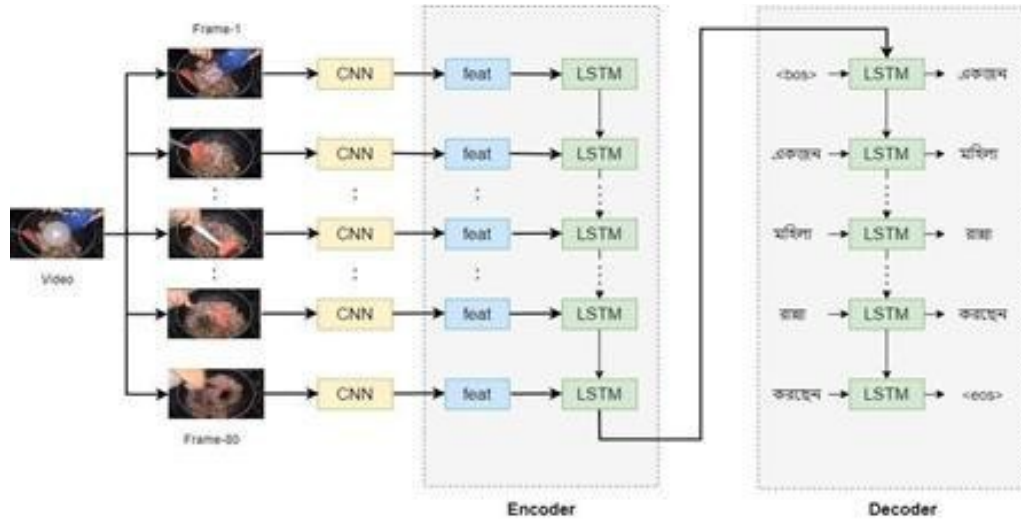 Frame-1
CNN feat LSTM <bos> LSTM একজন
CNN feat LSTM একজন LSTM মহিলা
: : : :
CNN feat LSTM মহিলা LSTM রান্না
Video
: : : :
CNN feat LSTM রান্না LSTM করছেন
CNN feat LSTM করছেন LSTM <eos>
Frame-80
Encoder Decoder